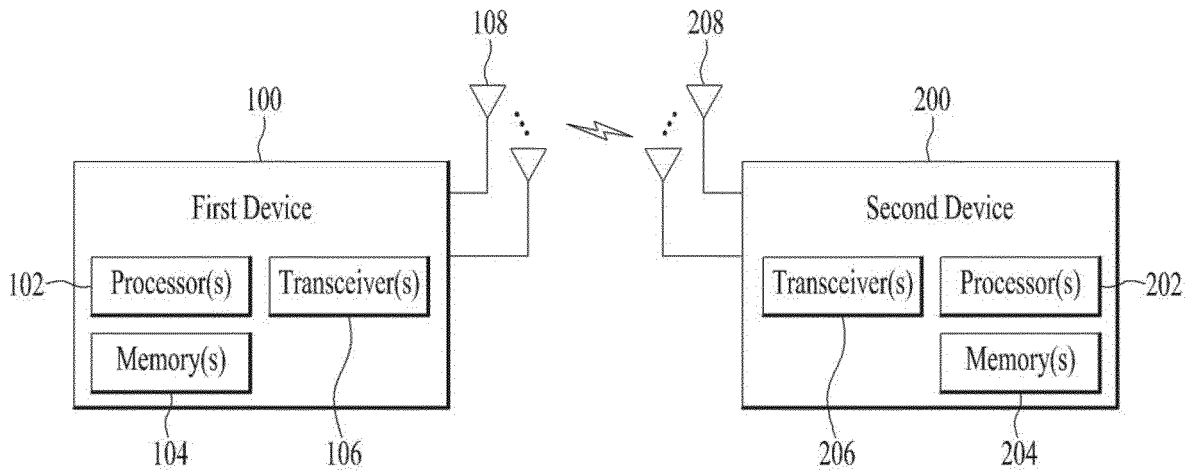 108
208
100
200
First Device
Second Device
102
Processor(s)
Transceiver(s)
Transceiver(s)
Processor(s)
202
Memory(s)
Memory(s)
104
106
206
204